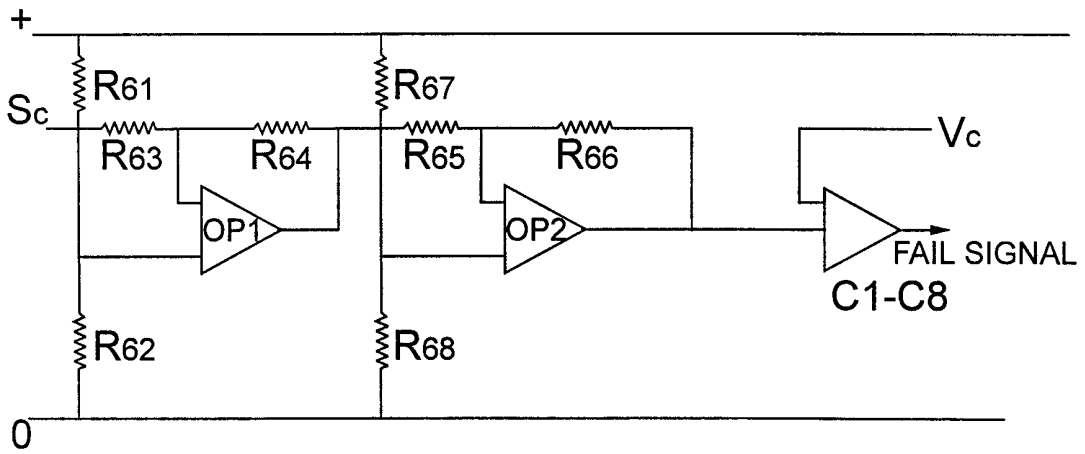 +
R61
R67
Sc
R63
R64
R65
R66
Vc
OP1
OP2
FAIL SIGNAL
C1-C8
R62
R68
0